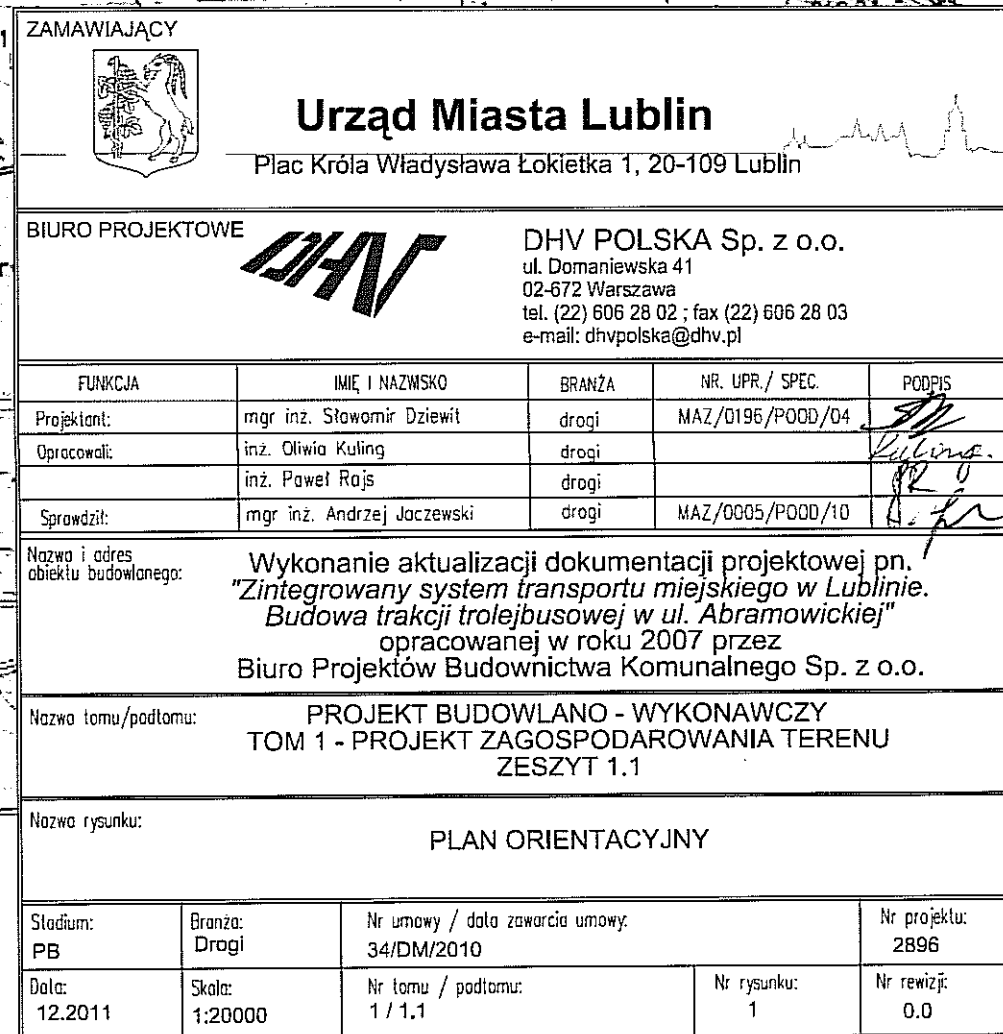 ZAMAWIAJĄCY
Urząd Miasta Lublin
Plac Króla Władysława Łokietka 1, 20-109 Lublin
BIURO PROJEKTOWE
DHV
DHV POLSKA Sp. z o.o.
ul. Domaniewska 41
02-672 Warszawa
tel. (22) 606 28 02 ; fax (22) 606 28 03
e-mail: dhvpolska@dhv.pl
FUNKCJA IMIĘ I NAZWISKO BRANŻA NR. UPR./ SPEC. PODPIS
Projektant: mgr inż. Sławomir Dziewit drogi MAZ/0196/POOD/04
Opracowali: inż. Oliwia Kuling drogi Kuling.
inż. Paweł Rajs drogi
Sprawdził: mgr inż. Andrzej Jaczewski drogi MAZ/0005/POOD/10
Nazwa i adres
obiektu budowlanego:
Wykonanie aktualizacji dokumentacji projektowej pn.
"Zintegrowany system transportu miejskiego w Lublinie.
Budowa trakcji trolejbusowej w ul. Abramowickiej"
opracowanej w roku 2007 przez
Biuro Projektów Budownictwa Komunalnego Sp. z o.o.
Nazwa tomu/podtomu:
PROJEKT BUDOWLANO - WYKONAWCZY
TOM 1 - PROJEKT ZAGOSPODAROWANIA TERENU
ZESZYT 1.1
Nazwa rysunku:
PLAN ORIENTACYJNY
Stadium: Branża: Nr umowy / data zawarcia umowy: Nr projektu:
PB Drogi 34/DM/2010 2896
Data: Skala: Nr tomu / podtomu: Nr rysunku: Nr rewizji:
12.2011 1:20000 1 / 1.1 1 0.0